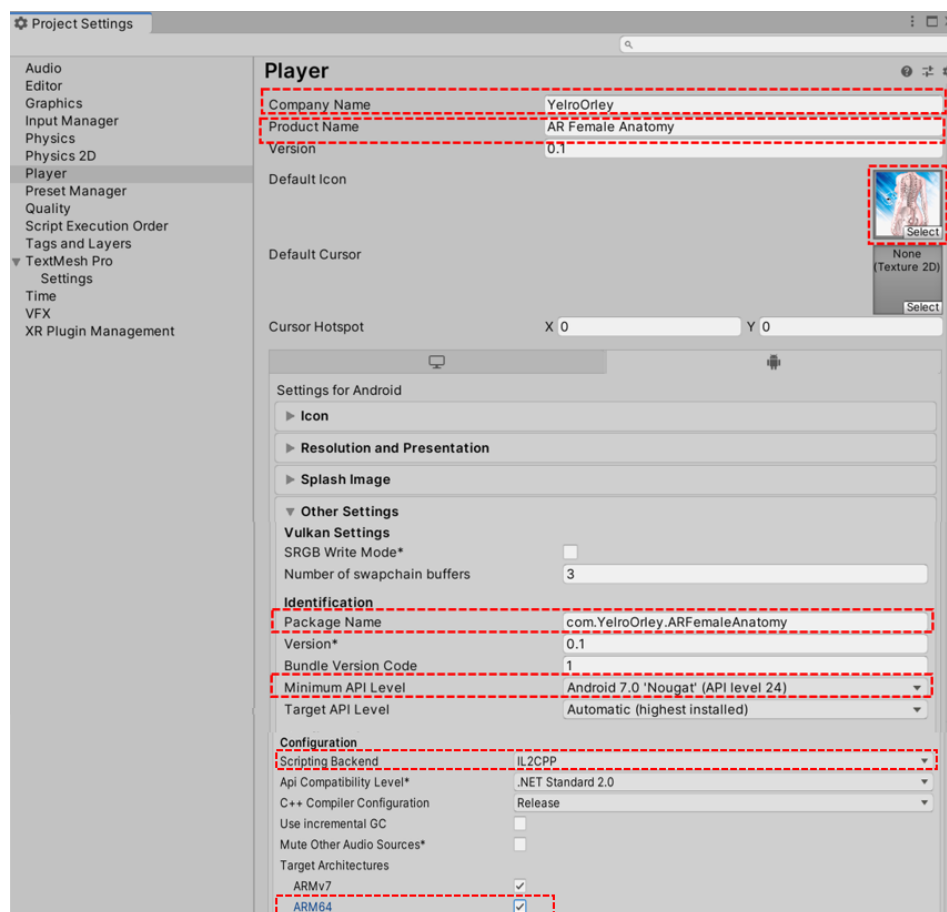 Project Settings
Audio
Editor
Graphics
Input Manager
Physics
Physics 2D
Player
Preset Manager
Quality
Script Execution Order
Tags and Layers
TextMesh Pro
Settings
Time
VFX
XR Plugin Management
Player
Company Name YelroOrley
Product Name AR Female Anatomy
Version 0.1
Default Icon
Select
Default Cursor
None
(Texture 2D)
Select
Cursor Hotspot X 0 Y 0
Settings for Android
Icon
Resolution and Presentation
Splash Image
Other Settings
Vulkan Settings
SRGB Write Mode*
Number of swapchain buffers 3
Identification
Package Name com.YelroOrley.ARFemaleAnatomy
Version* 0.1
Bundle Version Code 1
Minimum API Level Android 7.0 'Nougat' (API level 24)
Target API Level Automatic (highest installed)
Configuration
Scripting Backend IL2CPP
Api Compatibility Level* .NET Standard 2.0
C++ Compiler Configuration Release
Use incremental GC
Mute Other Audio Sources*
Target Architectures
ARMv7
ARM64